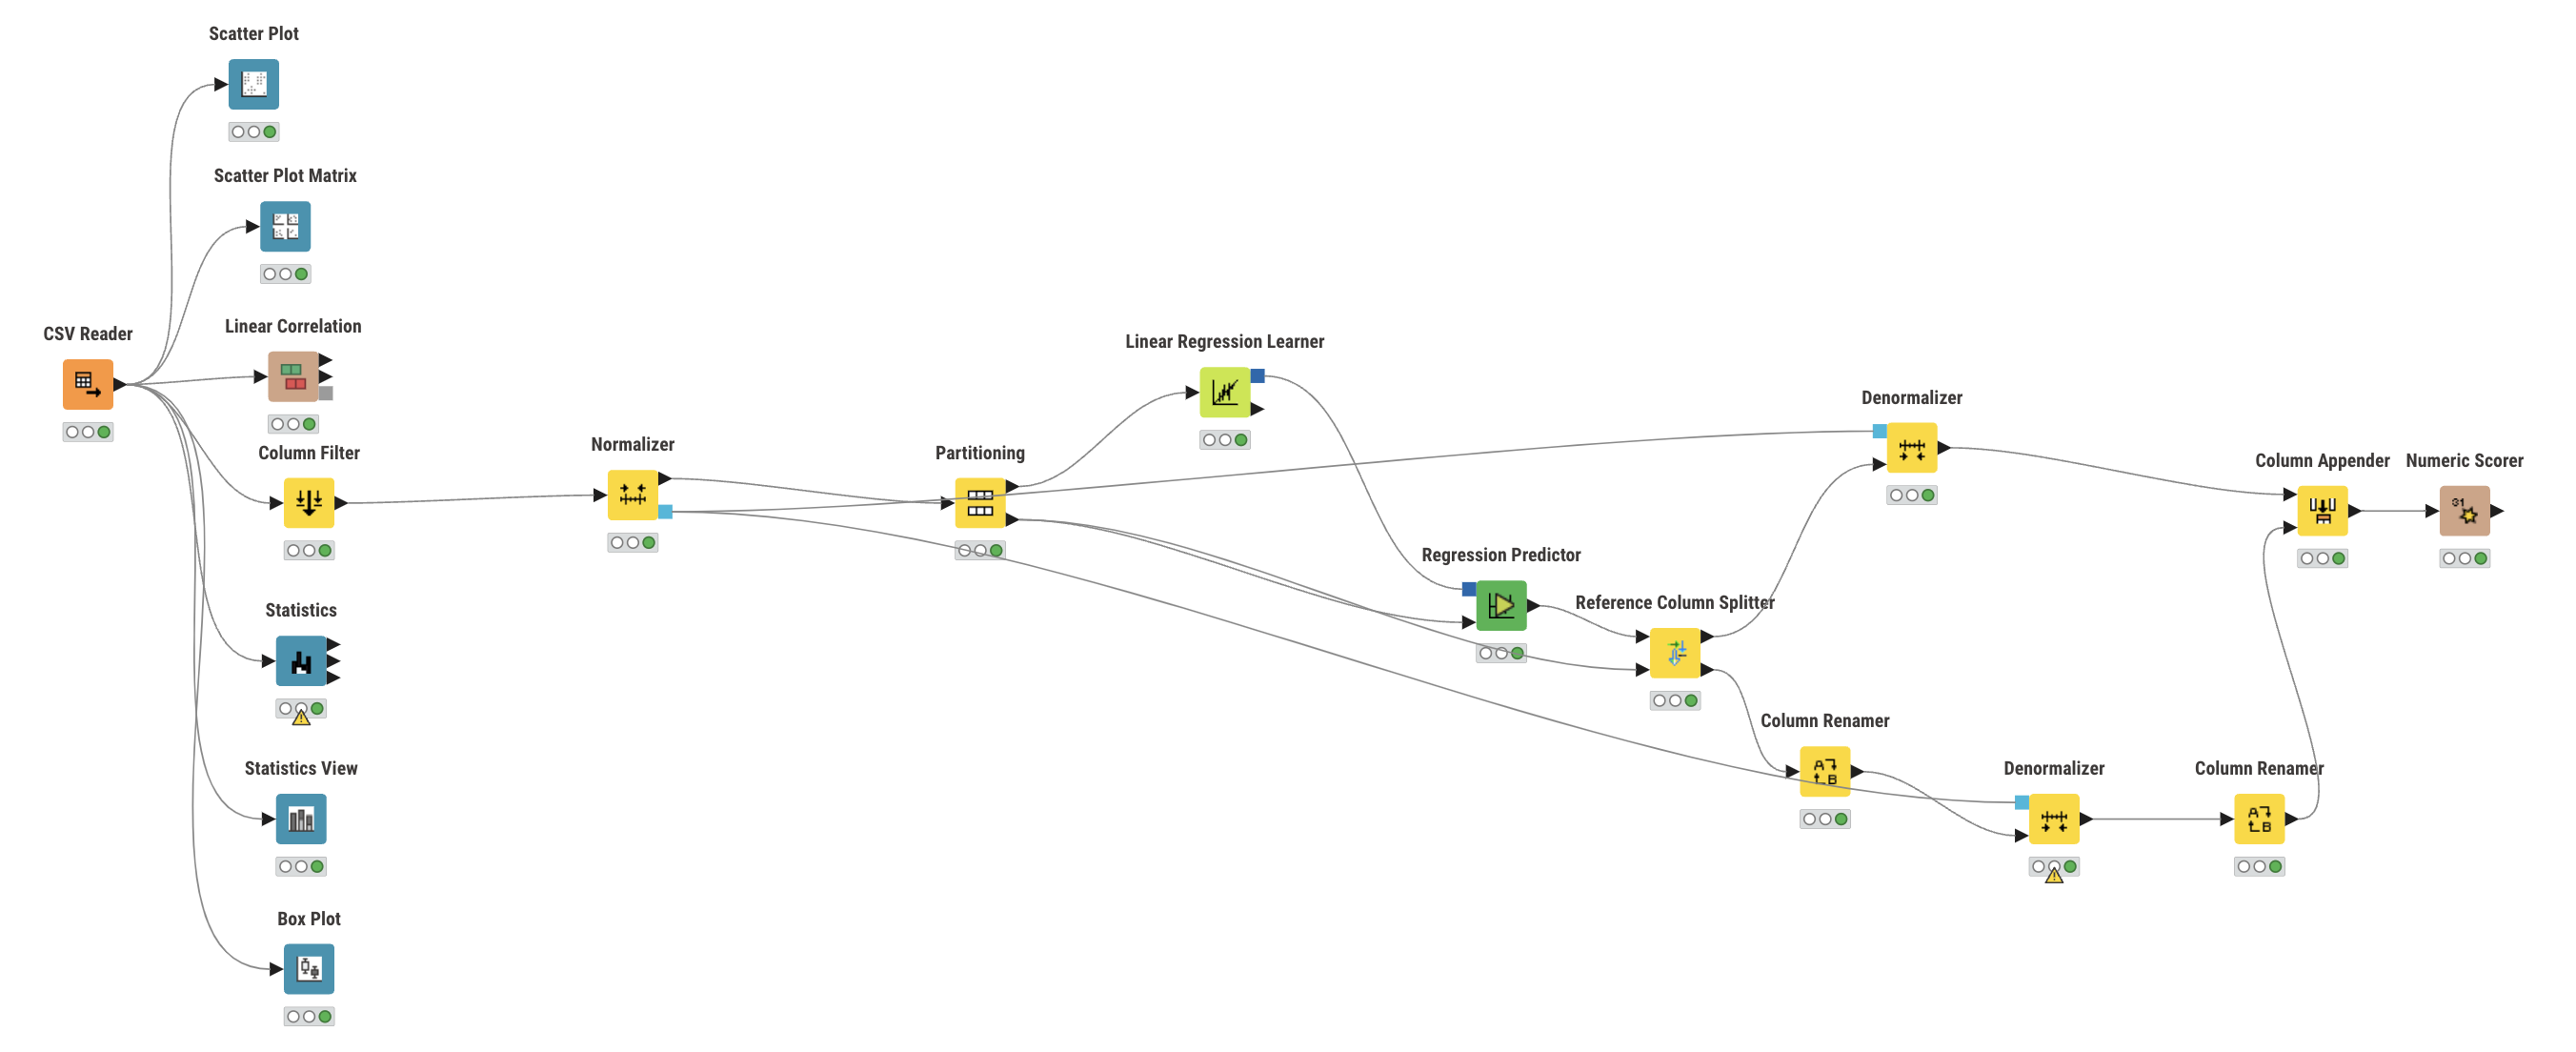 Scatter Plot
Scatter Plot Matrix
Linear Correlation
CSV Reader
Linear Regression Learner
Denormalizer
Normalizer
Column Filter
Partitioning
Column Appender
Numeric Scorer
Regression Predictor
Reference Column Splitter
Statistics
Column Renamer
Statistics View
Denormalizer
Column Renamer
Box Plot